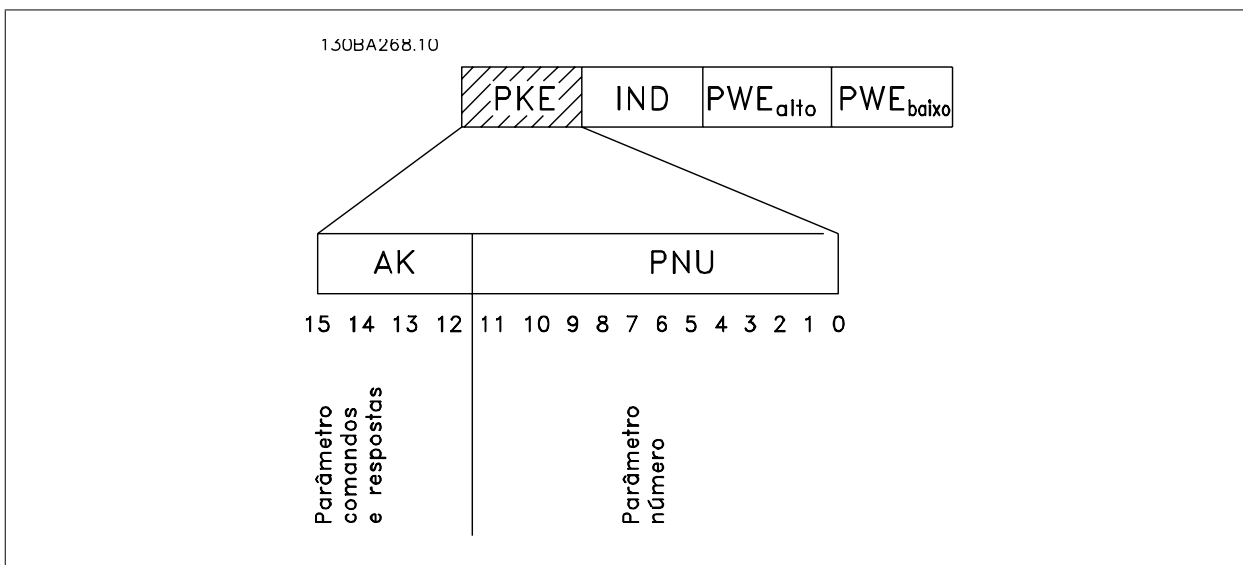 130BA268.10
PKE IND PWEalto PWEbaixo
AK PNU
15 14 13 12 11 10 9 8 7 6 5 4 3 2 1 0
Parâmetro
comandos
e respostas
Parâmetro
número